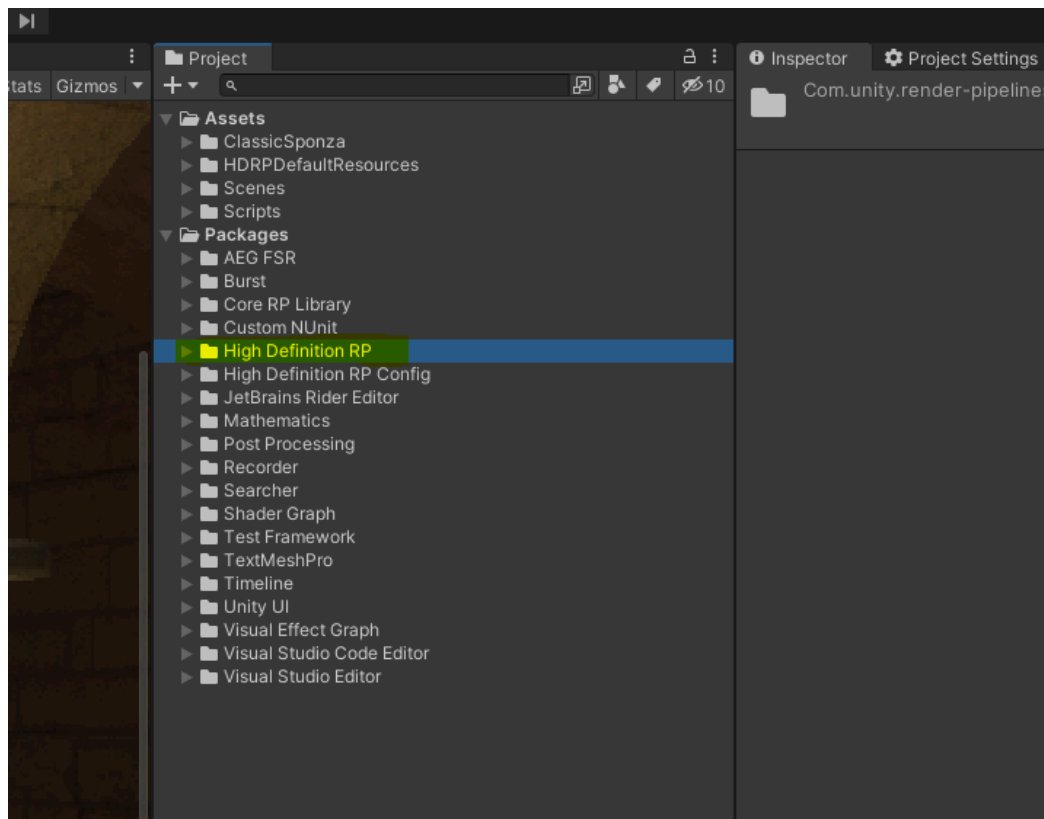 Project
Inspector
Project Settings
Gizmos
10
Com.unity.render-pipeline
Assets
ClassicSponza
HDRPDefaultResources
Scenes
Scripts
Packages
AEG FSR
Burst
Core RP Library
Custom NUnit
High Definition RP
High Definition RP Config
JetBrains Rider Editor
Mathematics
Post Processing
Recorder
Searcher
Shader Graph
Test Framework
TextMeshPro
Timeline
Unity UI
Visual Effect Graph
Visual Studio Code Editor
Visual Studio Editor